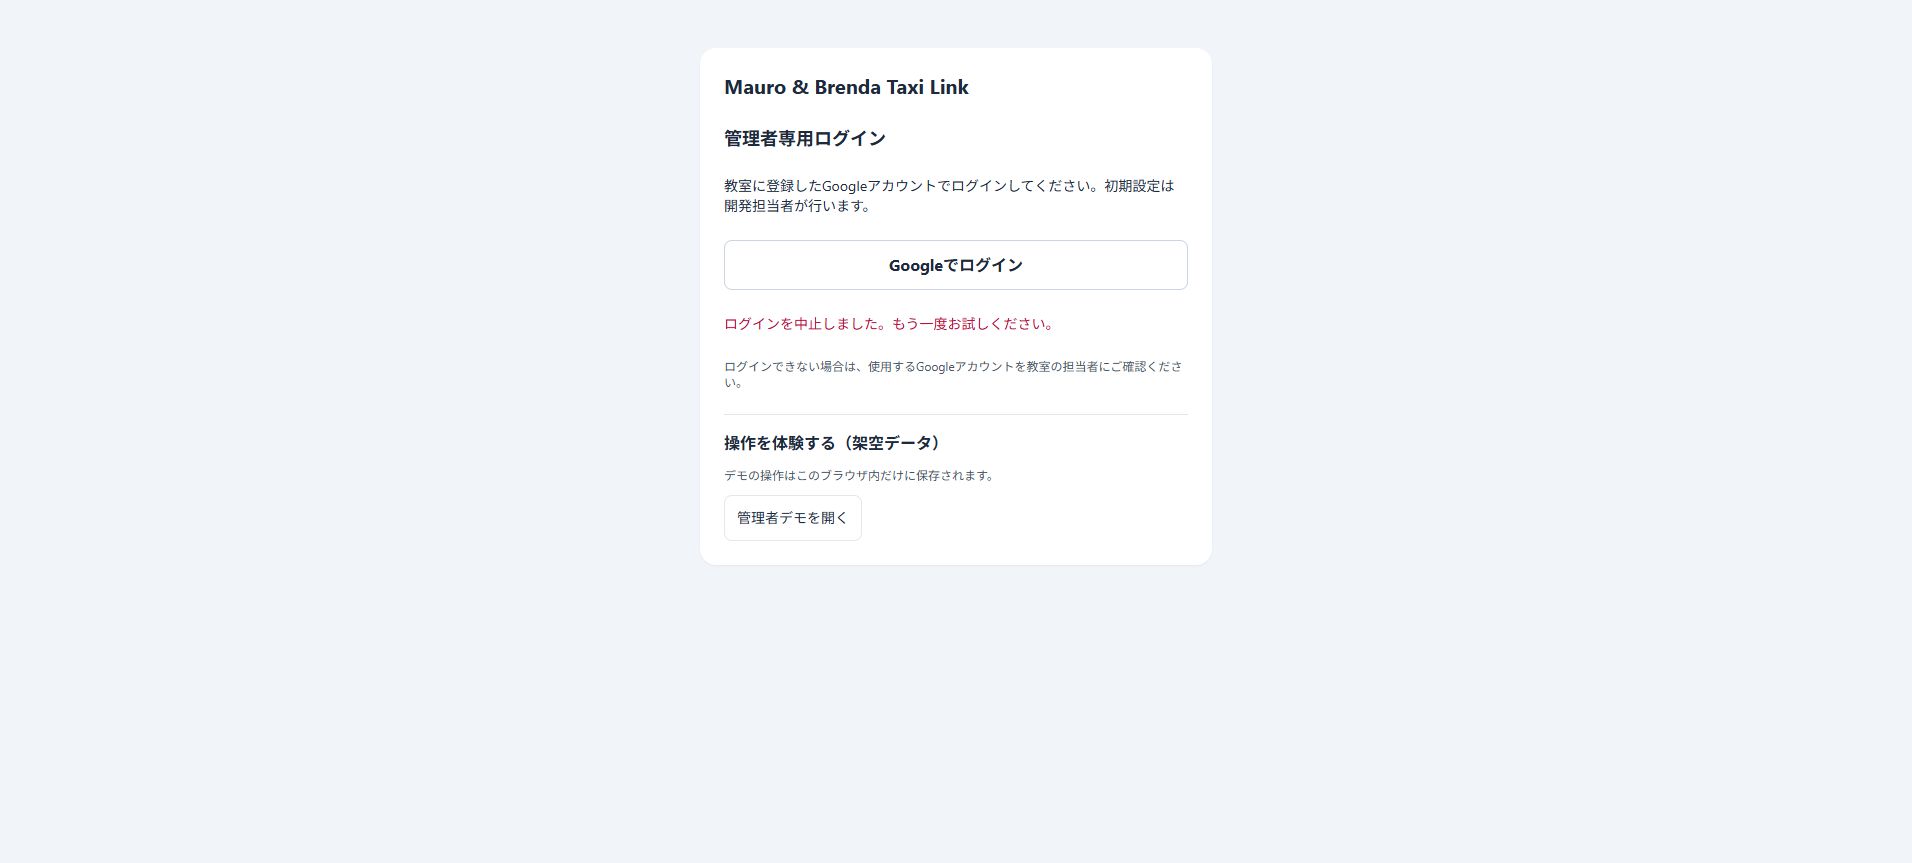 Mauro & Brenda Taxi Link
管理者専用ログイン
教室に登録したGoogleアカウントでログインしてください。初期設定は
開発担当者が行います。
Googleでログイン
ログインを中止しました。もう一度お試しください。
ログインできない場合は、使用するGoogleアカウントを教室の担当者にご確認くださ
い。
操作を体験する（架空データ）
デモの操作はこのブラウザ内だけに保存されます。
管理者デモを開く